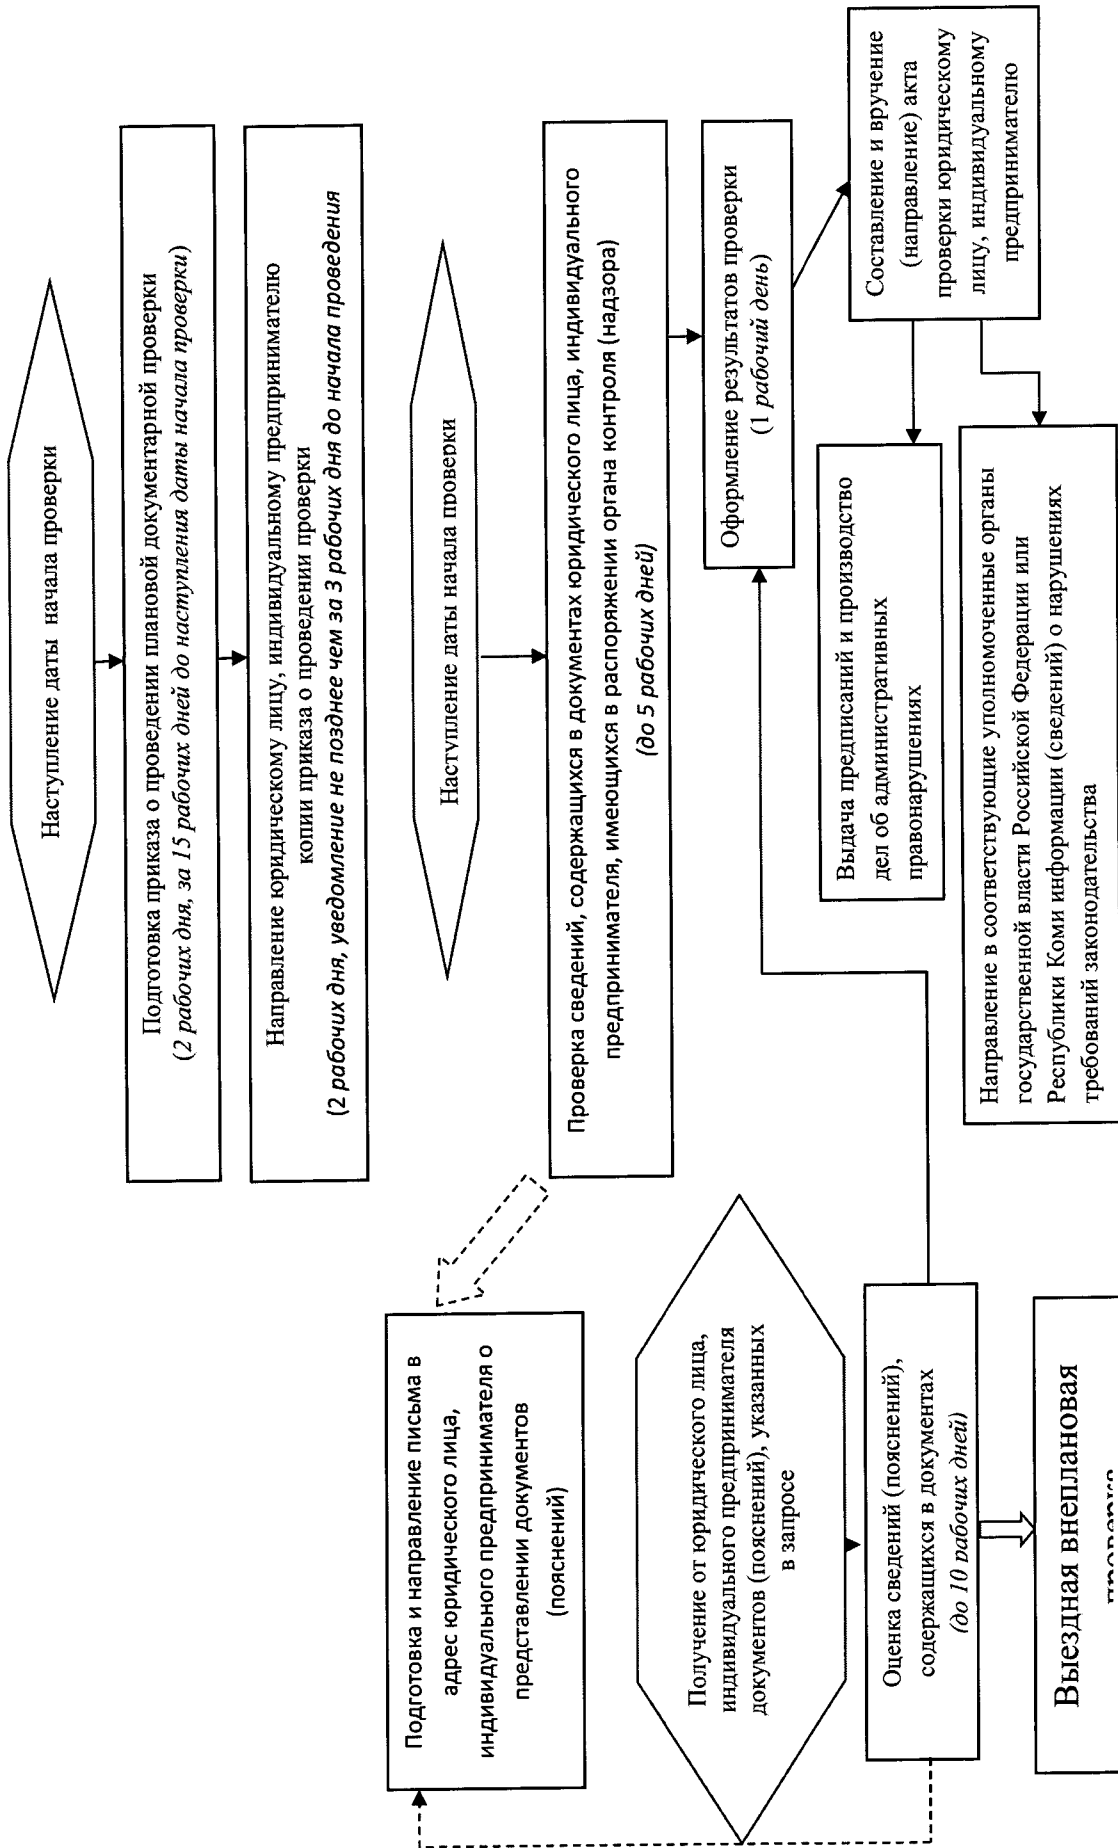 Наступление даты начала проверки
Подготовка приказа о проведении плановой документарной проверки
(2 рабочих дня, за 15 рабочих дней до наступления даты начала проверки)
Направление юридическому лицу, индивидуальному предпринимателю
копии приказа о проведении проверки
(2 рабочих дня, уведомление не позднее чем за 3 рабочих дня до начала проведения
Наступление даты начала проверки
Проверка сведений, содержащихся в документах юридического лица, индивидуального
предпринимателя, имеющихся в распоряжении органа контроля (надзора)
(до 5 рабочих дней)
Подготовка и направление письма в
адрес юридического лица,
индивидуального предпринимателя о
представлении документов
(пояснений)
Получение от юридического лица,
индивидуального предпринимателя
документов (пояснений), указанных
в запросе
Оценка сведений (пояснений),
содержащихся в документах
(до 10 рабочих дней)
Выездная внеплановая
проверка
Оформление результатов проверки
(1 рабочий день)
Составление и вручение
(направление) акта
проверки юридическому
лицу, индивидуальному
предпринимателю
Выдача предписаний и производство
дел об административных
правонарушениях
Направление в соответствующие уполномоченные органы
государственной власти Российской Федерации или
Республики Коми информации (сведений) о нарушениях
требований законодательства